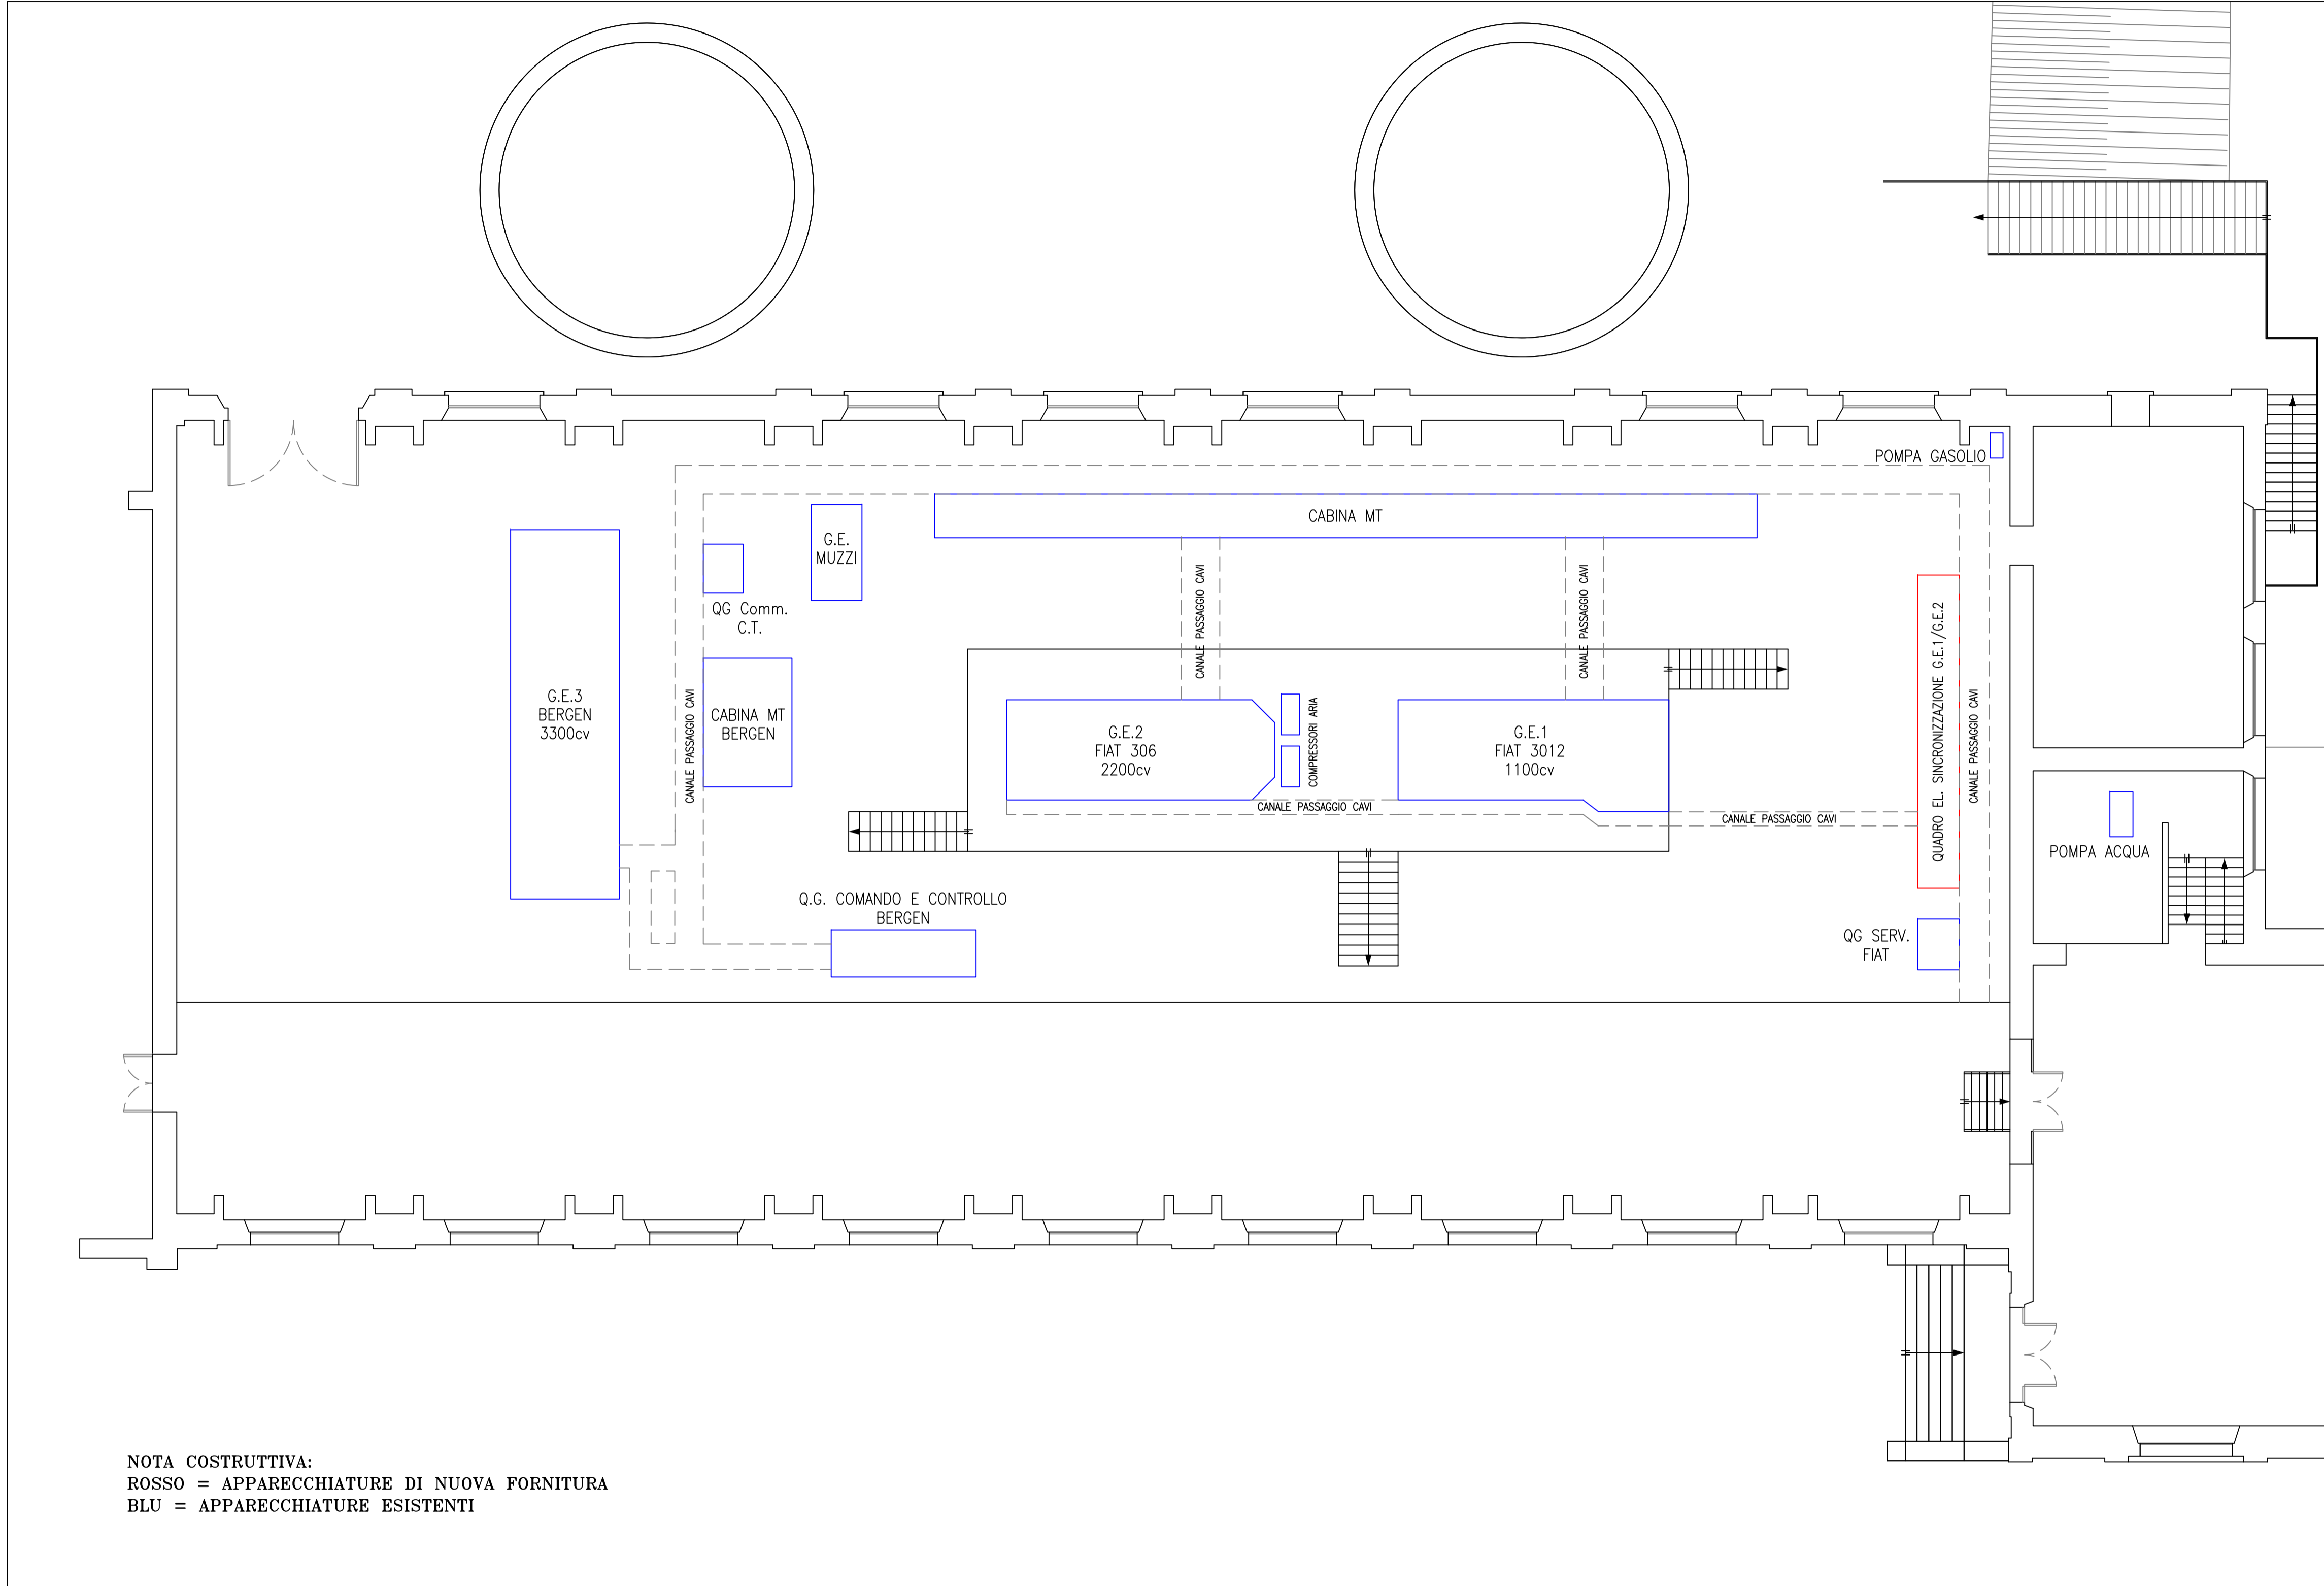 POMPA GASOLIO
CABINA MT
G.E.
MUZZI
QG Comm.
C.T.
CANALE PASSAGGIO CAVI
CANALE PASSAGGIO CAVI
G.E.3
BERGEN
3300cv
CANALE PASSAGGIO CAVI
CABINA MT
BERGEN
G.E.2
FIAT 306
2200cv
COMPRESSORI ARIA
G.E.1
FIAT 3012
1100cv
CANALE PASSAGGIO CAVI
CANALE PASSAGGIO CAVI
QUADRO EL. SINCRONIZZAZIONE G.E.1/G.E.2
CANALE PASSAGGIO CAVI
POMPA ACQUA
Q.G. COMANDO E CONTROLLO
BERGEN
QG SERV.
FIAT
NOTA COSTRUTTIVA:
ROSSO = APPARECCHIATURE DI NUOVA FORNITURA
BLU = APPARECCHIATURE ESISTENTI